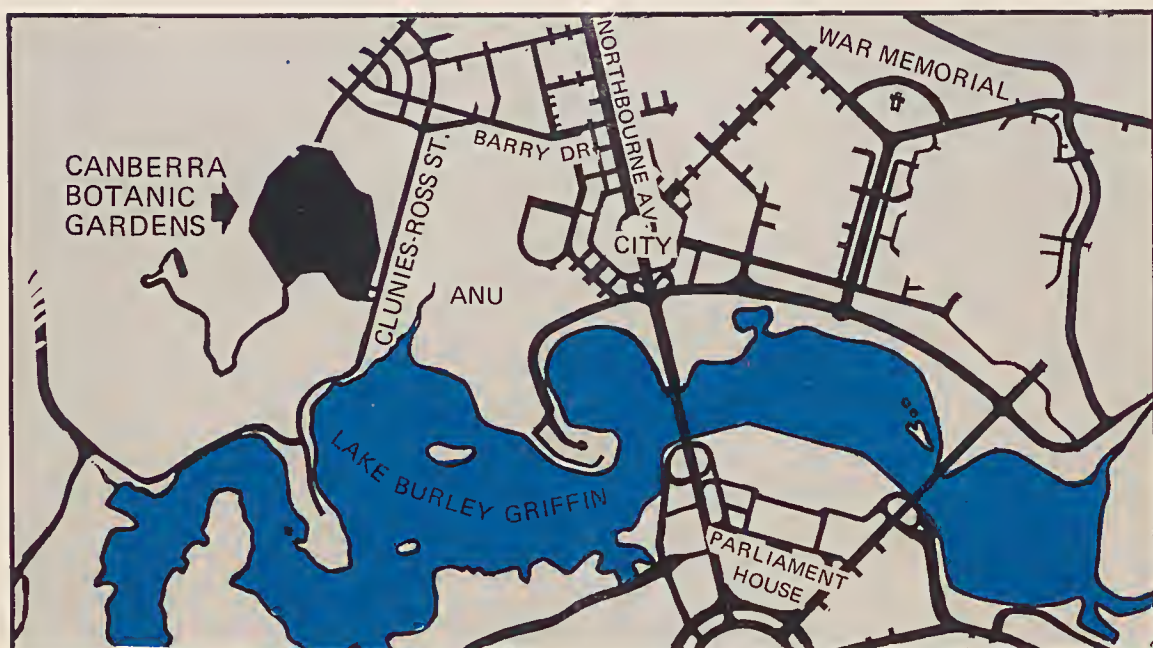 CANBERRA
BOTANIC
GARDENS
CLUNIES-ROSS ST.
BARRY DR
NORTHBOURNE AV.
WAR MEMORIAL
CITY
ANU
LAKE BURLEY GRIFFIN
PARLIAMENT
HOUSE